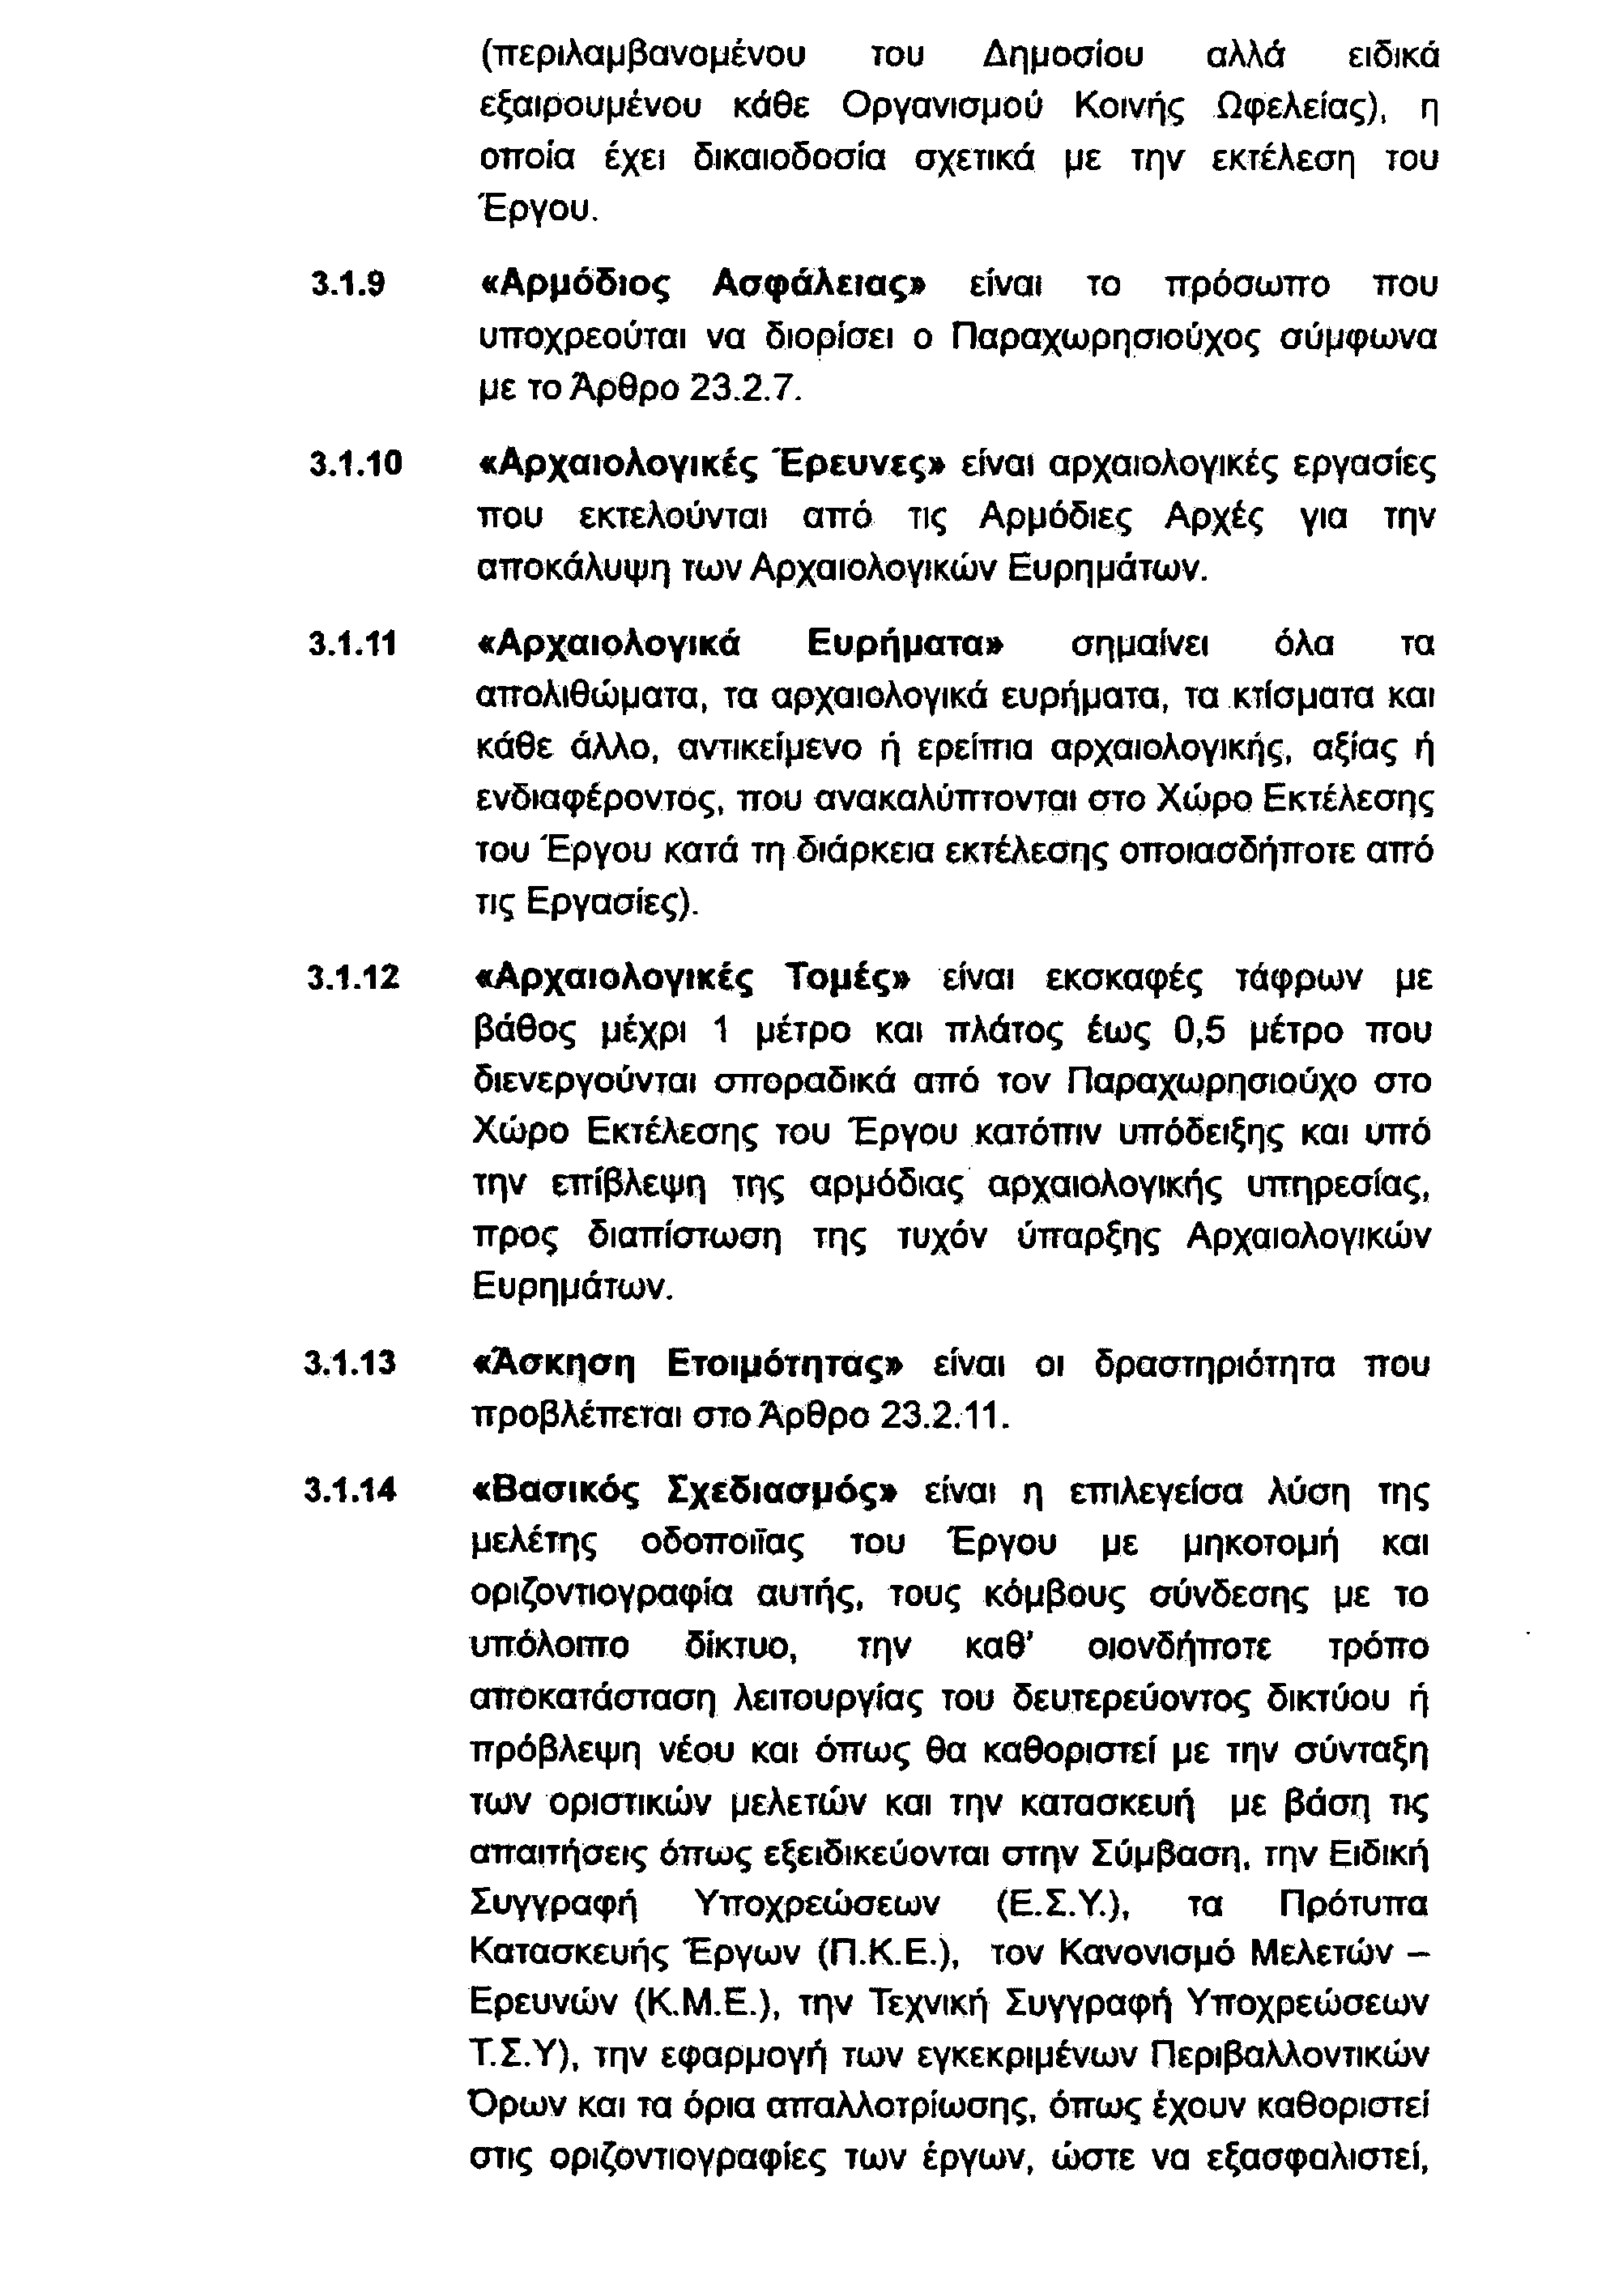 (περιλαμβανομένου του Δημοσίου αλλά ειδικά
εξαιρουμένου κάθε Οργανισμού Κοινής Ωφελείας), η
οποία έχει δικαιοδοσία σχετικά με την εκτέλεση του
Έργου.
3.1.9 «Αρμόδιος Ασφάλειας» είναι το πρόσωπο που
υποχρεούται να διορίσει ο Παραχωρησιούχος σύμφωνα
με το Άρθρο 23.2.7.
3.1.10 «Αρχαιολογικές Έρευνες» είναι αρχαιολογικές εργασίες
που εκτελούνται από τις Αρμόδιες Αρχές για την
αποκάλυψη των Αρχαιολογικών Ευρημάτων.
3.1.11 «Αρχαιολογικά Ευρήματα» σημαίνει όλα τα
απολιθώματα, τα αρχαιολογικά ευρήματα, τα κτίσματα και
κάθε άλλο, αντικείμενο ή ερείπια αρχαιολογικής, αξίας ή
ενδιαφέροντος, που ανακαλύπτονται στο Χώρο Εκτέλεσης
του Έργου κατά τη διάρκεια εκτέλεσης οποιασδήποτε από
τις Εργασίες).
3.1.12 «Αρχαιολογικές Τομές» είναι εκσκαφές τάφρων με
βάθος μέχρι 1 μέτρο και πλάτος έως 0,5 μέτρο που
διενεργούνται σποραδικά από τον Παραχωρησιούχο στο
Χώρο Εκτέλεσης του Έργου κατόπιν υπόδειξης και υπό
την επίβλεψη της αρμόδιας αρχαιολογικής υπηρεσίας,
προς διαπίστωση της τυχόν ύπαρξης Αρχαιολογικών
Ευρημάτων.
3.1.13 «Άσκηση Ετοιμότητας» είναι οι δραστηριότητα που
προβλέπεται στο Άρθρο 23.2.11.
3.1.14 «Βασικός Σχεδιασμός» είναι η επιλεγείσα λύση της
μελέτης οδοποιΐας του Έργου με μηκοτομή και
οριζοντιογραφία αυτής, τους κόμβους σύνδεσης με το
υπόλοιπο δίκτυο, την καθ' οιονδήποτε τρόπο
αποκατάσταση λειτουργίας του δευτερεύοντος δικτύου ή
πρόβλεψη νέου και όπως θα καθοριστεί με την σύνταξη
των οριστικών μελετών και την κατασκευή με βάση τις
απαιτήσεις όπως εξειδικεύονται στην Σύμβαση, την Ειδική
Συγγραφή Υποχρεώσεων (Ε.Σ.Υ.), τα Πρότυπα
Κατασκευής Έργων (Π.Κ.Ε.), τον Κανονισμό Μελετών –
Ερευνών (Κ.Μ.Ε.), την Τεχνική Συγγραφή Υποχρεώσεων
Τ.Σ.Υ), την εφαρμογή των εγκεκριμένων Περιβαλλοντικών
Όρων και τα όρια απαλλοτρίωσης, όπως έχουν καθοριστεί
στις οριζοντιογραφίες των έργων, ώστε να εξασφαλιστεί,